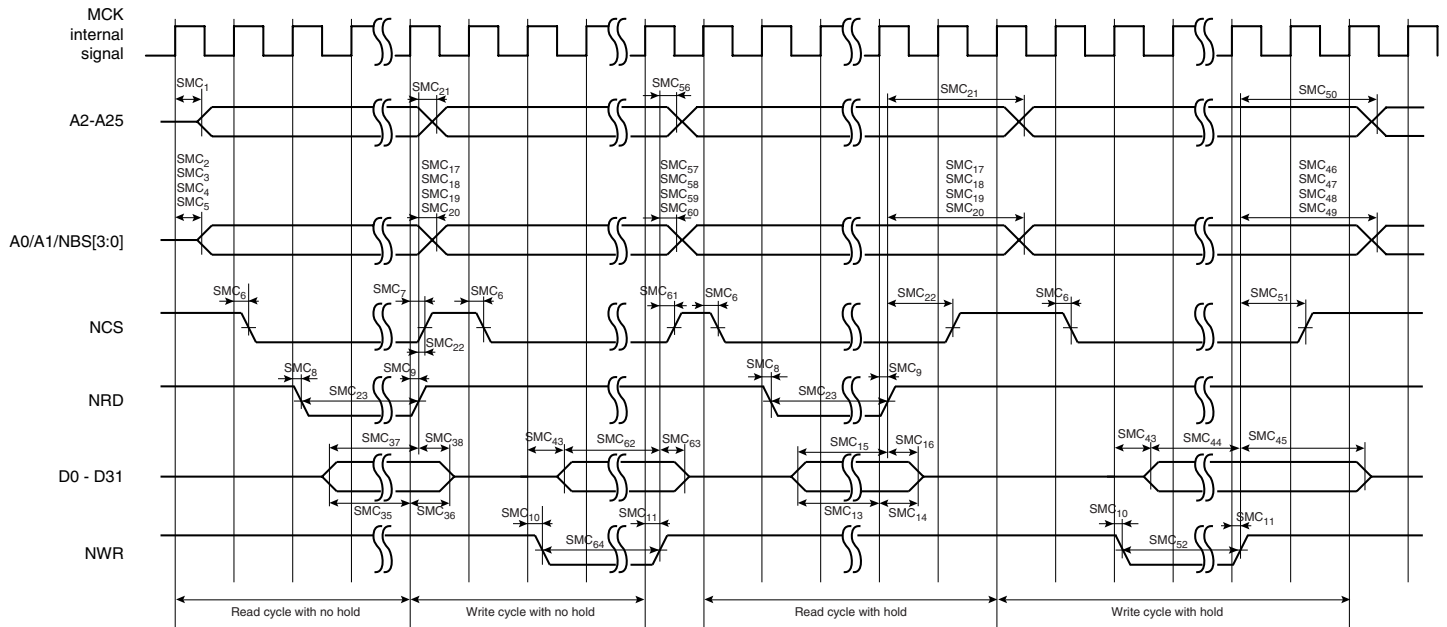 MCK
internal
signal
SMC1 SMC21 SMC56 SMC21 SMC50
A2-A25
SMC2 SMC17 SMC57 SMC17 SMC46
SMC3 SMC18 SMC58 SMC18 SMC47
SMC4 SMC19 SMC59 SMC19 SMC48
SMC5 SMC20 SMC60 SMC20 SMC49
A0/A1/NBS[3:0]
SMC6 SMC7 SMC6 SMC61 SMC6 SMC22 SMC6 SMC51
NCS
SMC22
SMC8 SMC9 SMC8 SMC9
NRD
SMC23 SMC23
SMC37 SMC38 SMC43 SMC62 SMC63 SMC15 SMC16 SMC43 SMC44 SMC45
D0 - D31
SMC35 SMC36 SMC13 SMC14
SMC10 SMC11 SMC10 SMC11
NWR
SMC64 SMC52
Read cycle with no hold Write cycle with no hold Read cycle with hold Write cycle with hold